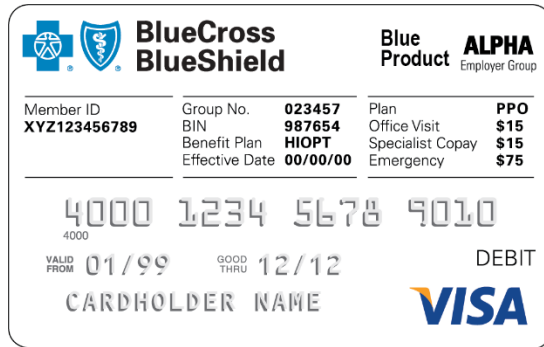 BlueCross
BlueShield
Blue
Product
ALPHA
Employer Group
Member ID
XYZ123456789
Group No. 023457
BIN 987654
Benefit Plan HIOPT
Effective Date 00/00/00
Plan PPO
Office Visit $15
Specialist Copay $15
Emergency $75
4000 1234 5678 9010
4000
VALID FROM 01/99 GOOD THRU 12/12
DEBIT
CARDHOLDER NAME
VISA